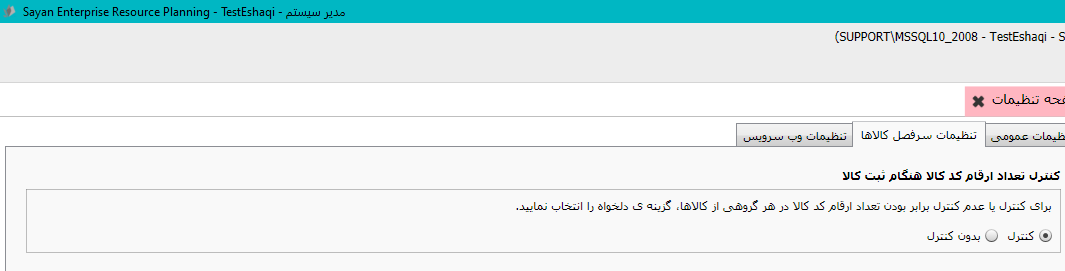 Sayan Enterprise Resource Planning - TestEshaqi - مدیر سیستم
(SUPPORT\MSSQL10_2008 - TestEshaqi - S
تنظیمات
عمومی تنظیمات سرفصل کالاها تنظیمات وب سرویس
کنترل تعداد ارقام کد کالا هنگام ثبت کالا
برای کنترل یا عدم کنترل برابر بودن تعداد ارقام کد کالا در هر گروهی از کالاها، گزینه ی دلخواه را انتخاب نمایید.
کنترل بدون کنترل